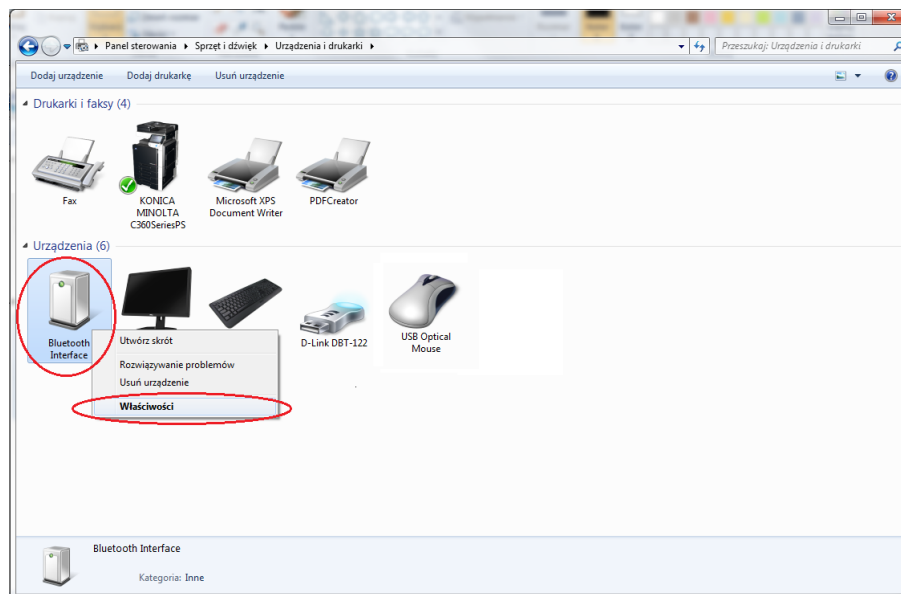 Panel sterowania ▸ Sprzęt i dźwięk ▸ Urządzenia i drukarki ▸
Przeszukaj: Urządzenia i drukarki
Dodaj urządzenie Dodaj drukarkę Usuń urządzenie
Drukarki i faksy (4)
Fax
KONICA
MINOLTA
C360SeriesPS
Microsoft XPS
Document Writer
PDFCreator
Urządzenia (6)
Bluetooth
Interface
D-Link DBT-122
USB Optical
Mouse
Utwórz skrót
Rozwiązywanie problemów
Usuń urządzenie
Właściwości
Bluetooth Interface
Kategoria: Inne